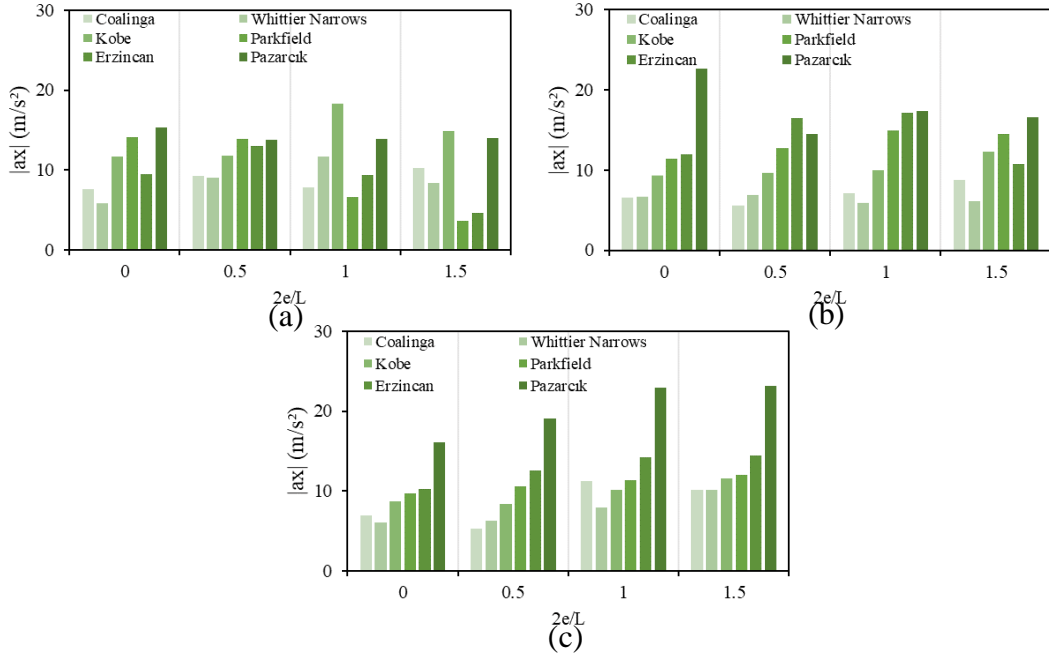 Coalinga Whittier Narrows
Kobe Parkfield
Erzincan Pazarcık
|ax| (m/s²)
30
20
10
0
0 0.5 1 1.5
2e/L
(a)
Coalinga Whittier Narrows
Kobe Parkfield
Erzincan Pazarcık
|ax| (m/s²)
30
20
10
0
0 0.5 1 1.5
2e/L
(b)
Coalinga Whittier Narrows
Kobe Parkfield
Erzincan Pazarcık
|ax| (m/s²)
30
20
10
0
0 0.5 1 1.5
2e/L
(c)